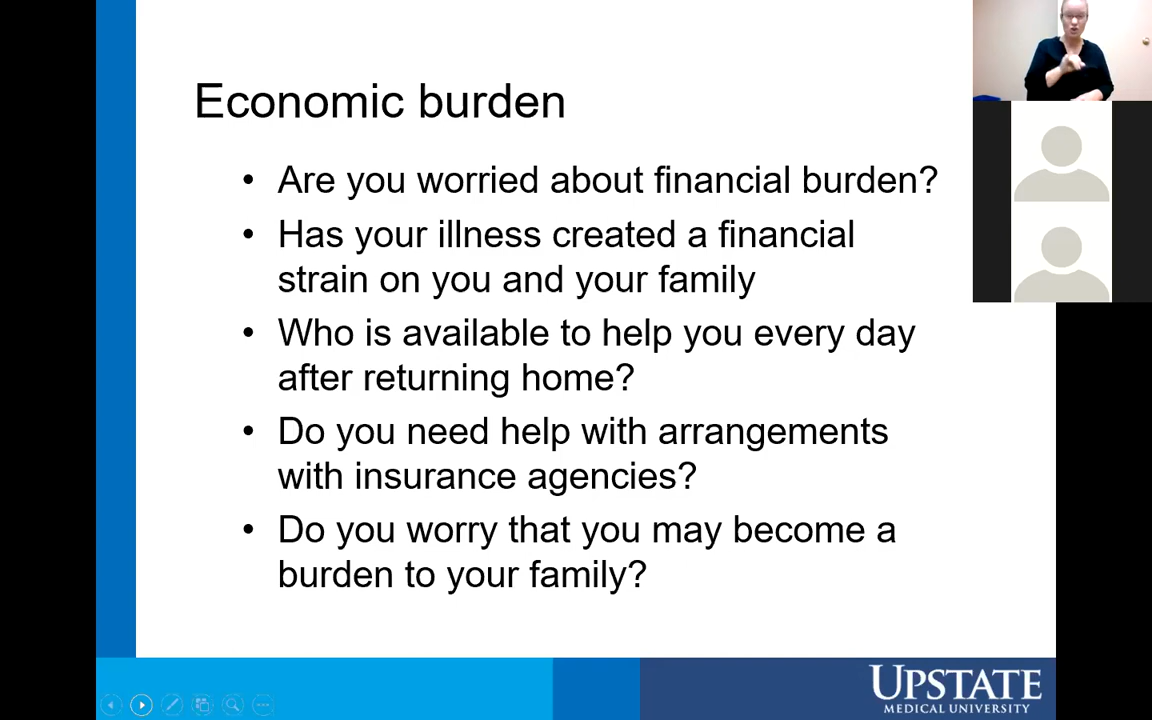 Economic burden
• Are you worried about financial burden?
• Has your illness created a financial
strain on you and your family
• Who is available to help you every day
after returning home?
• Do you need help with arrangements
with insurance agencies?
• Do you worry that you may become a
burden to your family?
UPSTATE
MEDICAL UNIVERSITY